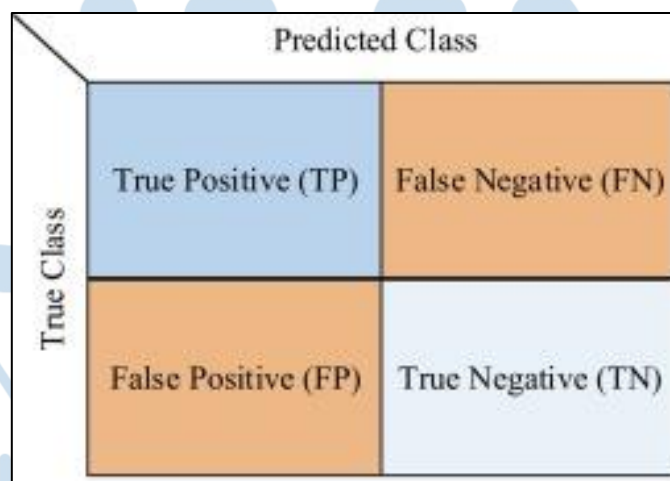 Predicted Class
True Class
True Positive (TP)
False Negative (FN)
False Positive (FP)
True Negative (TN)